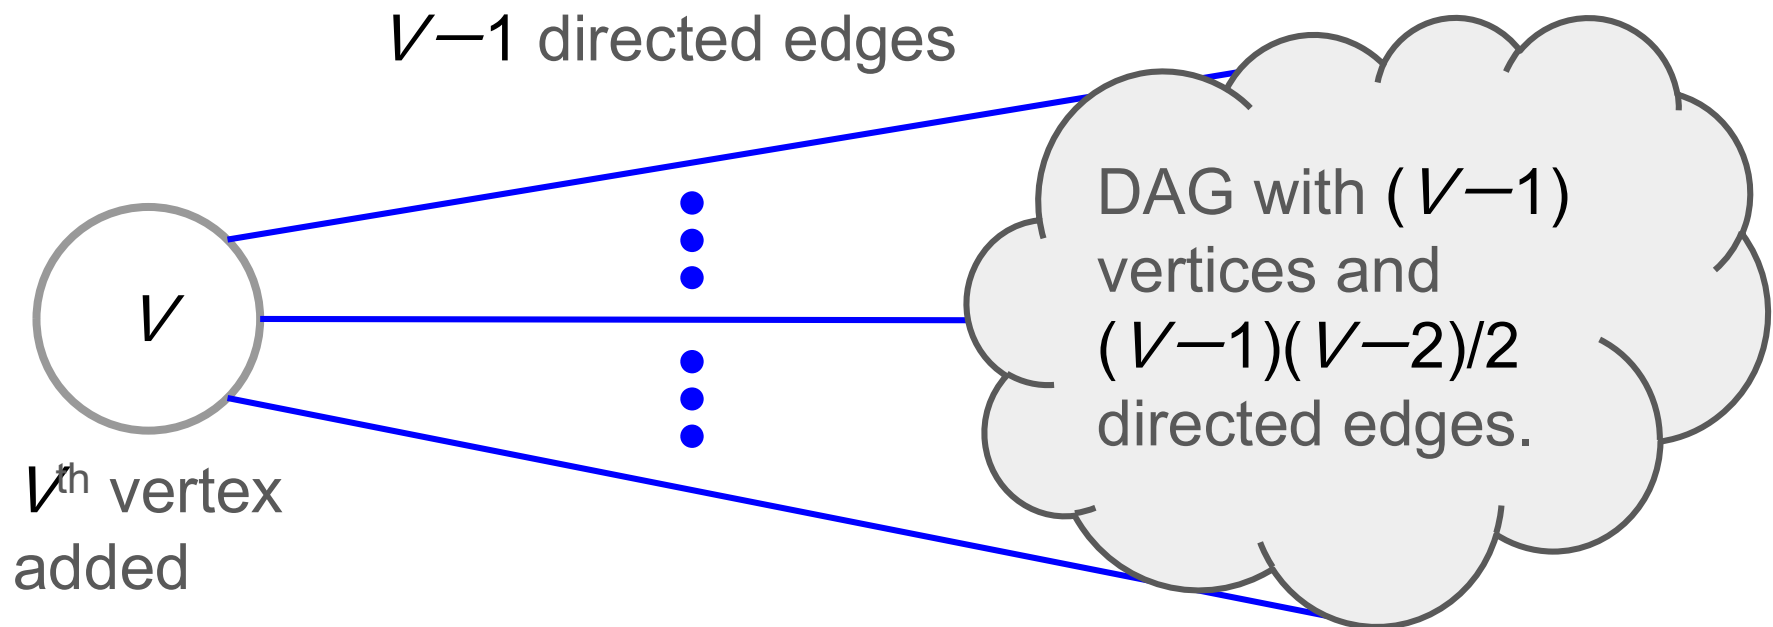 V−1 directed edges
DAG with (V−1)
vertices and
(V−1)(V−2)/2
directed edges.
V
Vth vertex
added